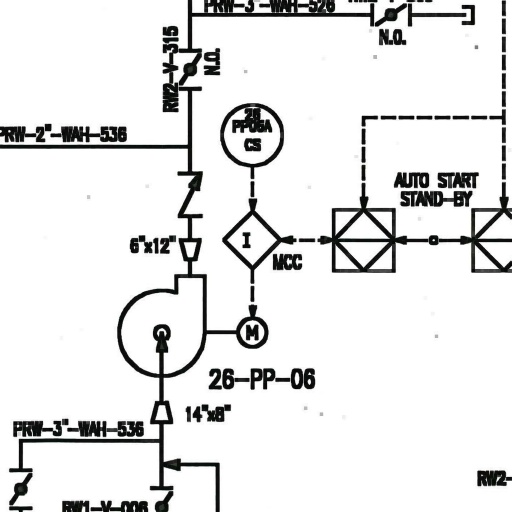 PRW-3"-WAH-526
N.O.
RW2-V-315
N.O.
26
PP06A
CS
PRW-2"-WAH-536
AUTO START
STAND-BY
6"x12"
I
MCC
M
26-PP-06
14"x8"
PRW-3"-WAH-536
RW2-
RW1-V-006